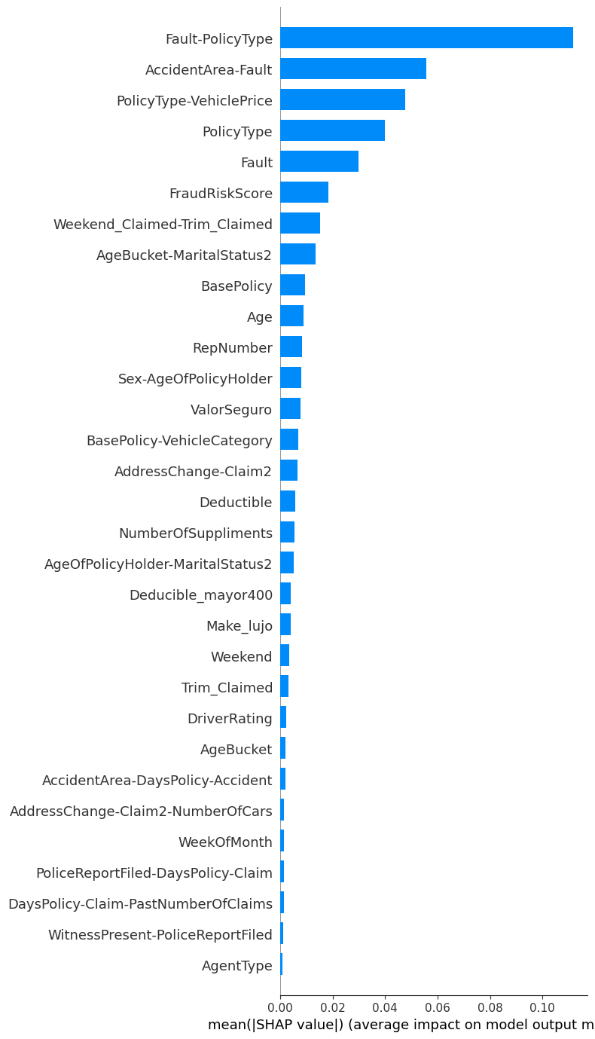 Fault-PolicyType
AccidentArea-Fault
PolicyType-VehiclePrice
PolicyType
Fault
FraudRiskScore
Weekend_Claimed-Trim_Claimed
AgeBucket-MaritalStatus2
BasePolicy
Age
RepNumber
Sex-AgeOfPolicyHolder
ValorSeguro
BasePolicy-VehicleCategory
AddressChange-Claim2
Deductible
NumberOfSuppliments
AgeOfPolicyHolder-MaritalStatus2
Deducible_mayor400
Make_lujo
Weekend
Trim_Claimed
DriverRating
AgeBucket
AccidentArea-DaysPolicy-Accident
AddressChange-Claim2-NumberOfCars
WeekOfMonth
PoliceReportFiled-DaysPolicy-Claim
DaysPolicy-Claim-PastNumberOfClaims
WitnessPresent-PoliceReportFiled
AgentType
0.00 0.02 0.04 0.06 0.08 0.10
mean(|SHAP value|) (average impact on model output m